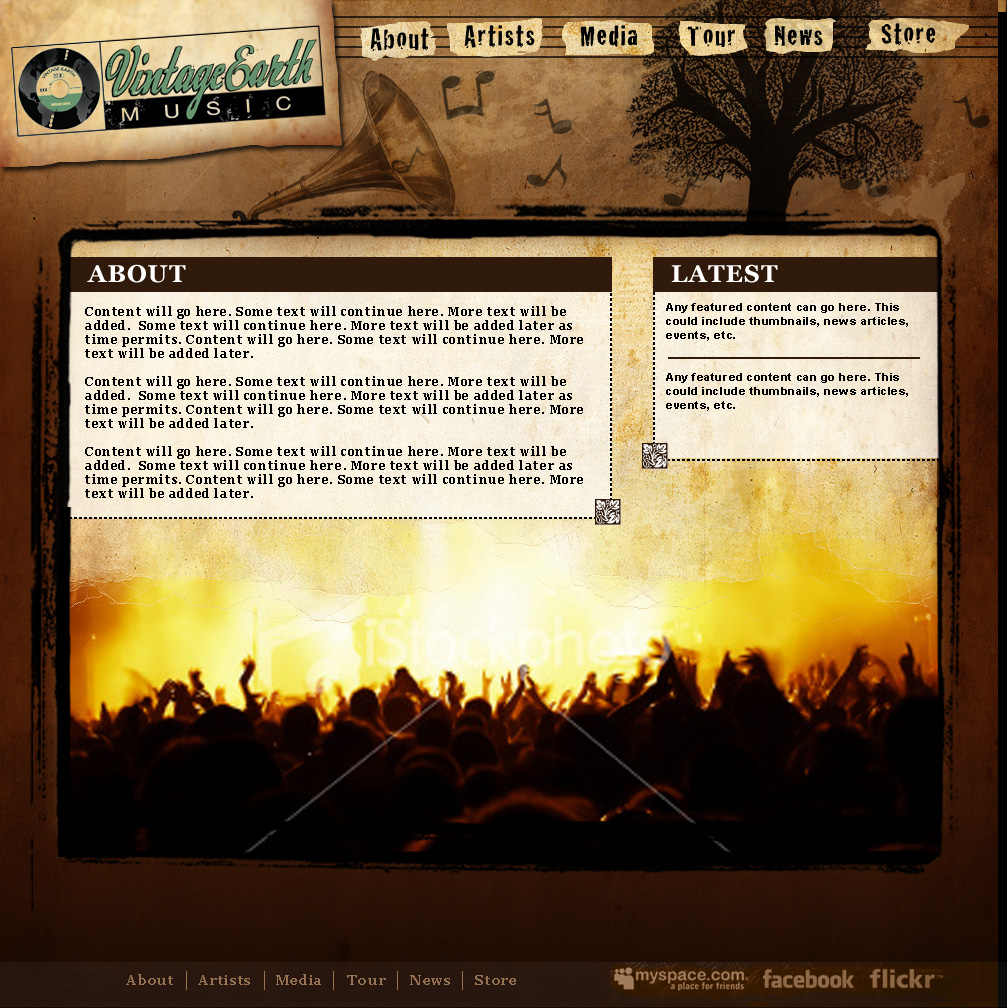 Vintage Earth
MUSIC
About Artists Media Tour News Store
ABOUT
Content will go here. Some text will continue here. More text will be
added.  Some text will continue here. More text will be added later as
time permits. Content will go here. Some text will continue here. More
text will be added later.
Content will go here. Some text will continue here. More text will be
added.  Some text will continue here. More text will be added later as
time permits. Content will go here. Some text will continue here. More
text will be added later.
Content will go here. Some text will continue here. More text will be
added.  Some text will continue here. More text will be added later as
time permits. Content will go here. Some text will continue here. More
text will be added later.
LATEST
Any featured content can go here. This
could include thumbnails, news articles,
events, etc.
Any featured content can go here. This
could include thumbnails, news articles,
events, etc.
iStockphoto
About | Artists | Media | Tour | News | Store
myspace.com
a place for friends
facebook
flickr